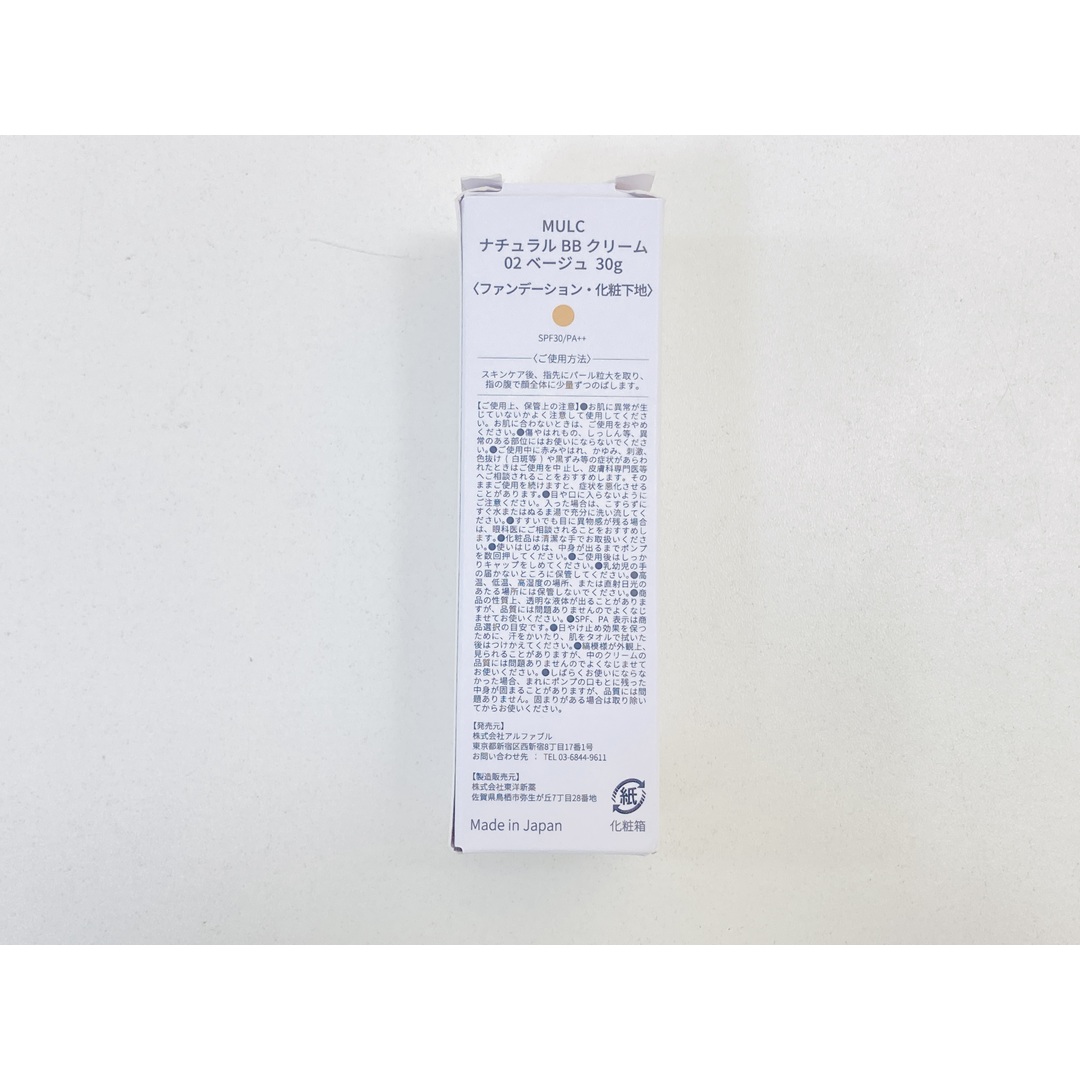 MULC
ナチュラル BB クリーム
02 ベージュ 30g
〈ファンデーション・化粧下地〉
SPF30/PA++
〈ご使用方法〉
スキンケア後、指先にパール粒大を取り、
指の腹で顔全体に少量ずつのばします。
【ご使用上、保管上の注意】●お肌に異常が生
じていないかよく注意して使用してくださ
い。お肌に合わないときは、ご使用をおやめ
ください。●傷やはれもの、しっしん等、異
常のある部位にはお使いにならないでくださ
い。●ご使用中に赤みやはれ、かゆみ、刺激、
色抜け(白斑等)や黒ずみ等の症状があらわ
れたときはご使用を中止し、皮膚科専門医等
へご相談されることをおすすめします。その
ままご使用を続けますと、症状を悪化させる
ことがあります。●目や口に入らないように
ご注意ください。入った場合は、こすらずに
すぐ水またはぬるま湯で充分に洗い流してく
ださい。●すすいでも目に異物感が残る場合
は、眼科医にご相談されることをおすすめし
ます。●化粧品は清潔な手でお取扱いくださ
い。●使いはじめは、中身が出るまでポンプ
を数回押してください。●ご使用後はしっか
りキャップをしめてください。●乳幼児の手
の届かないところに保管してください。●高
温、低温、高湿度の場所、または直射日光の
あたる場所には保管しないでください。●商
品の性質上、透明な液体が出ることがありま
すが、品質には問題ありませんのでよくなじ
ませてお使いください。●SPF、PA 表示は商
品選択の目安です。●日やけ止め効果を保つ
ために、汗をかいたり、肌をタオルで拭いた
後はつけかえてください。●縞模様が外観上、
見られることがありますが、中のクリームの
品質には問題ありませんのでよくなじませて
お使いください。●しばらくお使いにならな
かった場合、まれにポンプの口もとに残った
中身が固まることがありますが、品質には問
題ありません。固まりがある場合は取り除い
てからお使いください。
【発売元】
株式会社アルファブル
東京都新宿区西新宿8丁目17番1号
お問い合わせ先 ： TEL 03-6844-9611
【製造販売元】
株式会社東洋新薬
佐賀県鳥栖市弥生が丘7丁目28番地
紙
Made in Japan
化粧箱